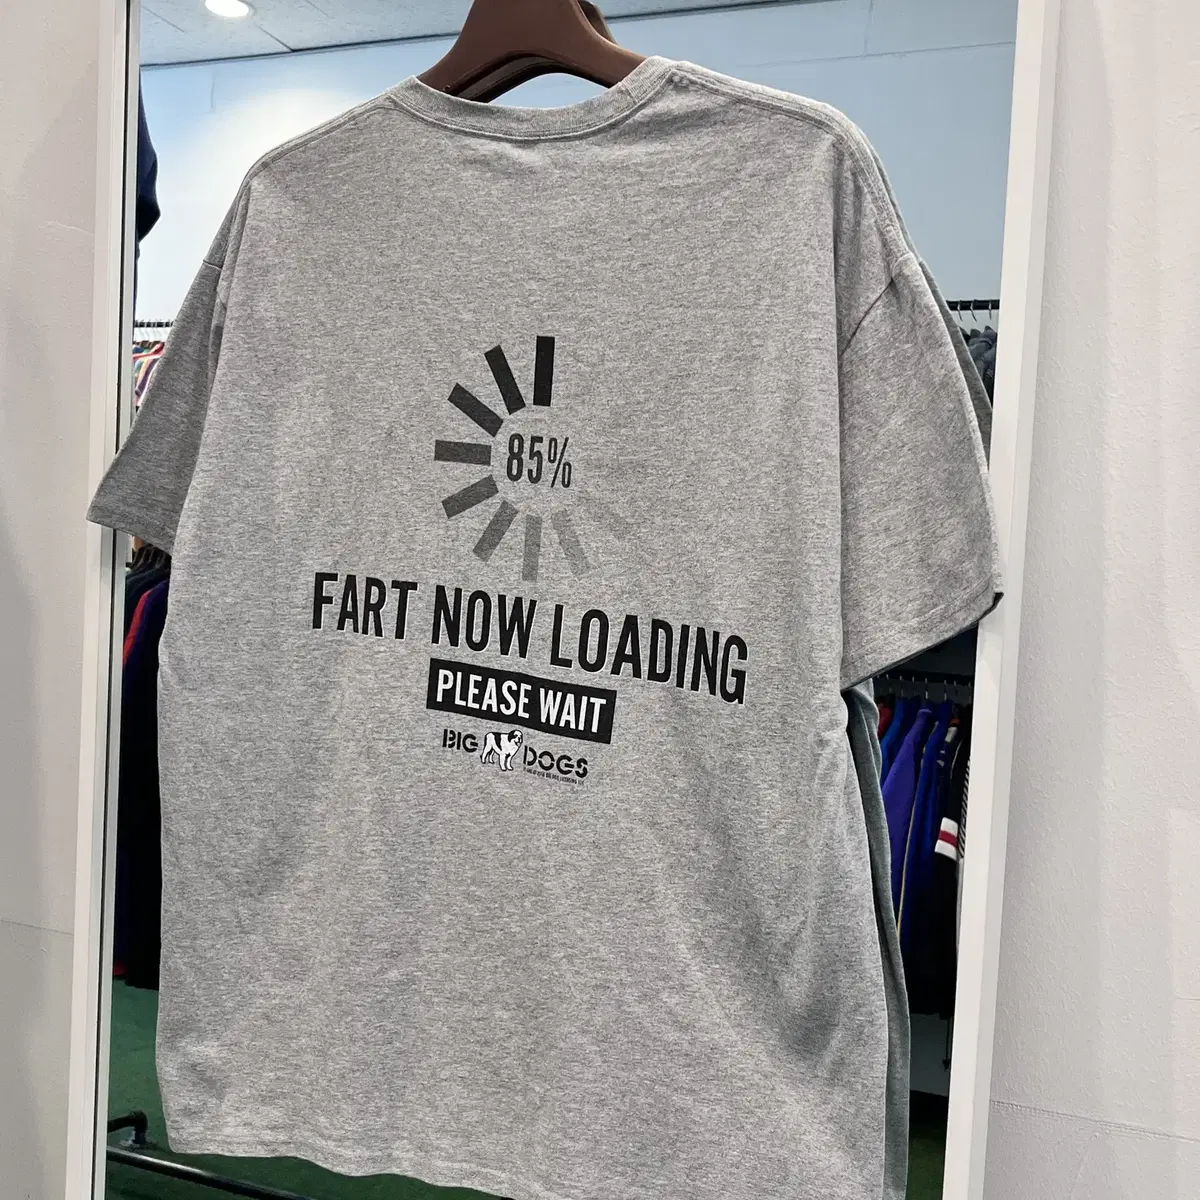 85%
FART NOW LOADING
PLEASE WAIT
BIG DOGS